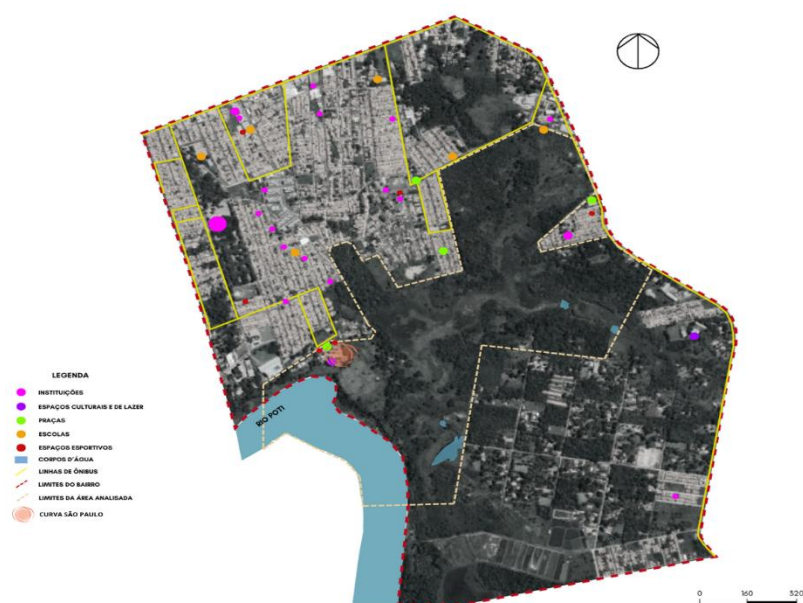 RIO POTI
LEGENDA
INSTITUIÇÕES
ESPAÇOS CULTURAIS E DE LAZER
PRAÇAS
ESCOLAS
ESPAÇOS ESPORTIVOS
CORPOS D'ÁGUA
LINHAS DE ÔNIBUS
LIMITES DO BAIRRO
LIMITES DA ÁREA ANALISADA
CURVA SÃO PAULO
0 160 320